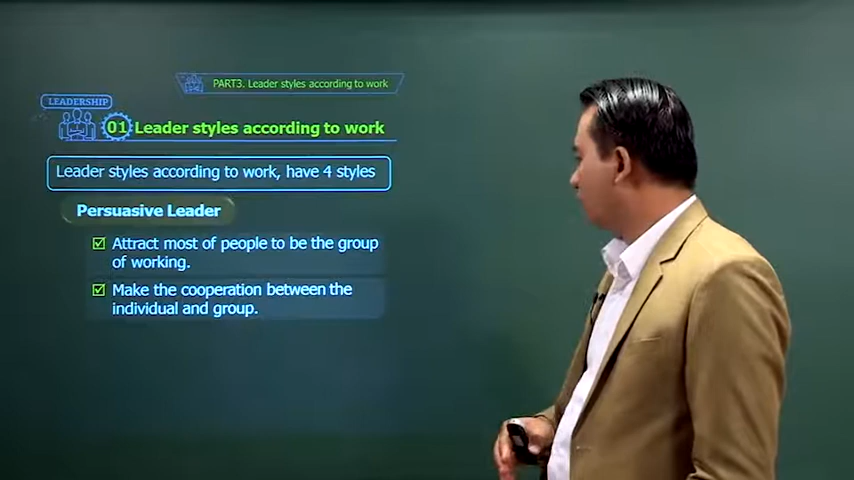 PART3. Leader styles according to work
LEADERSHIP
01 Leader styles according to work
Leader styles according to work, have 4 styles
Persuasive Leader
Attract most of people to be the group
of working.
Make the cooperation between the
individual and group.